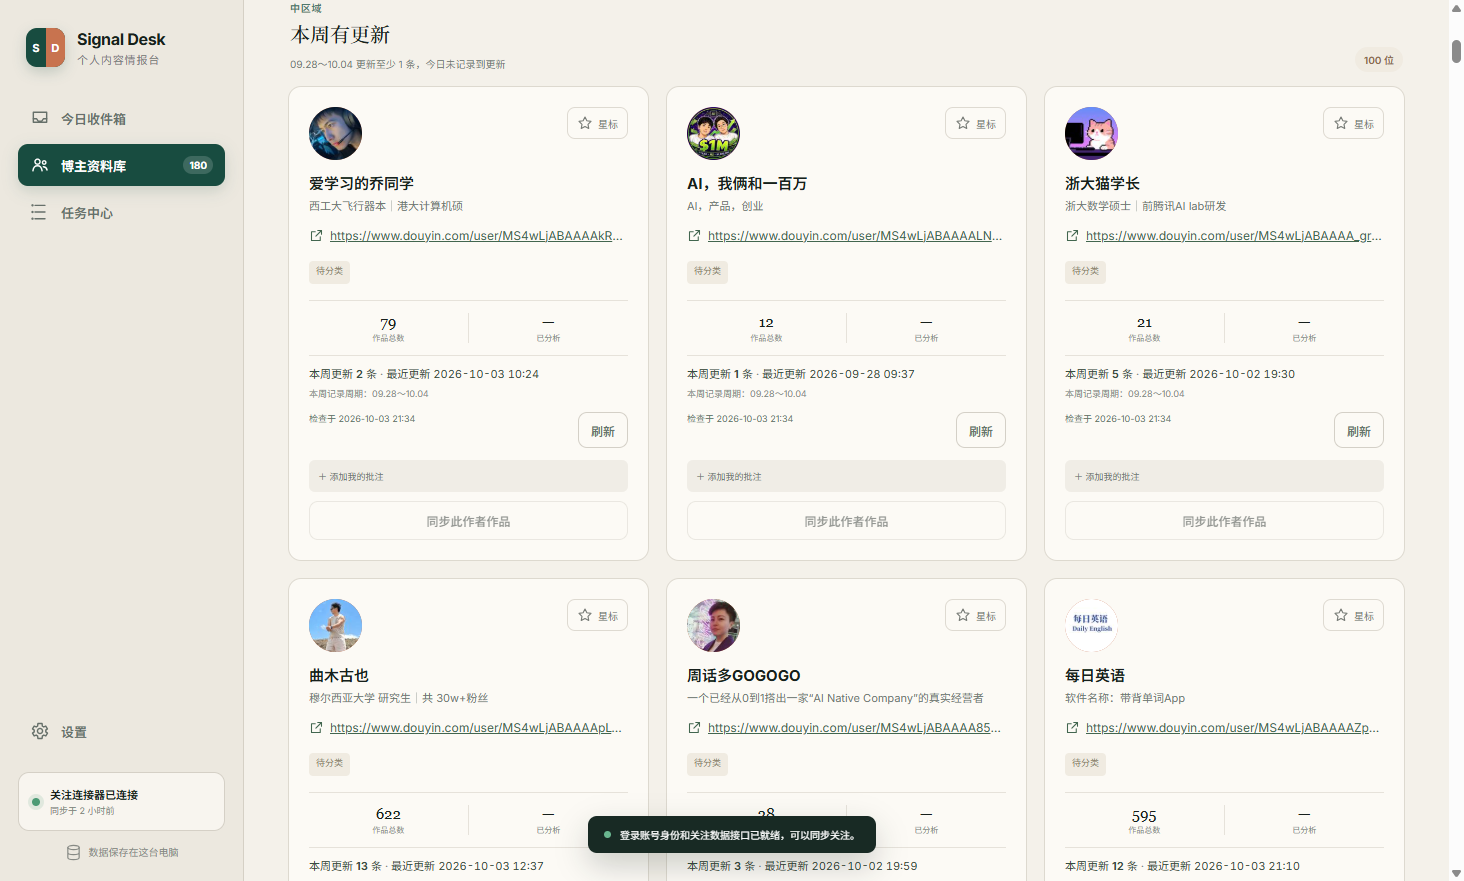 S D
Signal Desk
个人内容情报台
今日收件箱
博主资料库 180
任务中心
设置
关注连接器已连接
同步于 2 小时前
数据保存在这台电脑
中区域
本周有更新
09.28～10.04 更新至少 1 条，今日未记录到更新
100 位
星标
爱学习的乔同学
西工大飞行器本｜港大计算机硕
https://www.douyin.com/user/MS4wLjABAAAAkR...
待分类
79 —
作品总数 已分析
本周更新 2 条 · 最近更新 2026-10-03 10:24
本周记录周期：09.28～10.04
检查于 2026-10-03 21:34
刷新
+ 添加我的批注
同步此作者作品
$1M
星标
AI，我俩和一百万
AI，产品，创业
https://www.douyin.com/user/MS4wLjABAAAALN...
待分类
12 —
作品总数 已分析
本周更新 1 条 · 最近更新 2026-09-28 09:37
本周记录周期：09.28～10.04
检查于 2026-10-03 21:34
刷新
+ 添加我的批注
同步此作者作品
星标
浙大猫学长
浙大数学硕士｜前腾讯AI lab研发
https://www.douyin.com/user/MS4wLjABAAAA_gr...
待分类
21 —
作品总数 已分析
本周更新 5 条 · 最近更新 2026-10-02 19:30
本周记录周期：09.28～10.04
检查于 2026-10-03 21:34
刷新
+ 添加我的批注
同步此作者作品
星标
曲木古也
穆尔西亚大学 研究生｜共 30w+粉丝
https://www.douyin.com/user/MS4wLjABAAAApL...
待分类
622 —
作品总数 已分析
本周更新 13 条 · 最近更新 2026-10-03 12:37
星标
周话多GOGOGO
一个已经从0到1搭出一家“AI Native Company”的真实经营者
https://www.douyin.com/user/MS4wLjABAAAA85...
待分类
28 —
已分析
本周更新 3 条 · 最近更新 2026-10-02 19:59
每日英语
Daily English
星标
每日英语
软件名称：带背单词App
https://www.douyin.com/user/MS4wLjABAAAAZp...
待分类
595 —
作品总数 已分析
本周更新 12 条 · 最近更新 2026-10-03 21:10
登录账号身份和关注数据接口已就绪，可以同步关注。